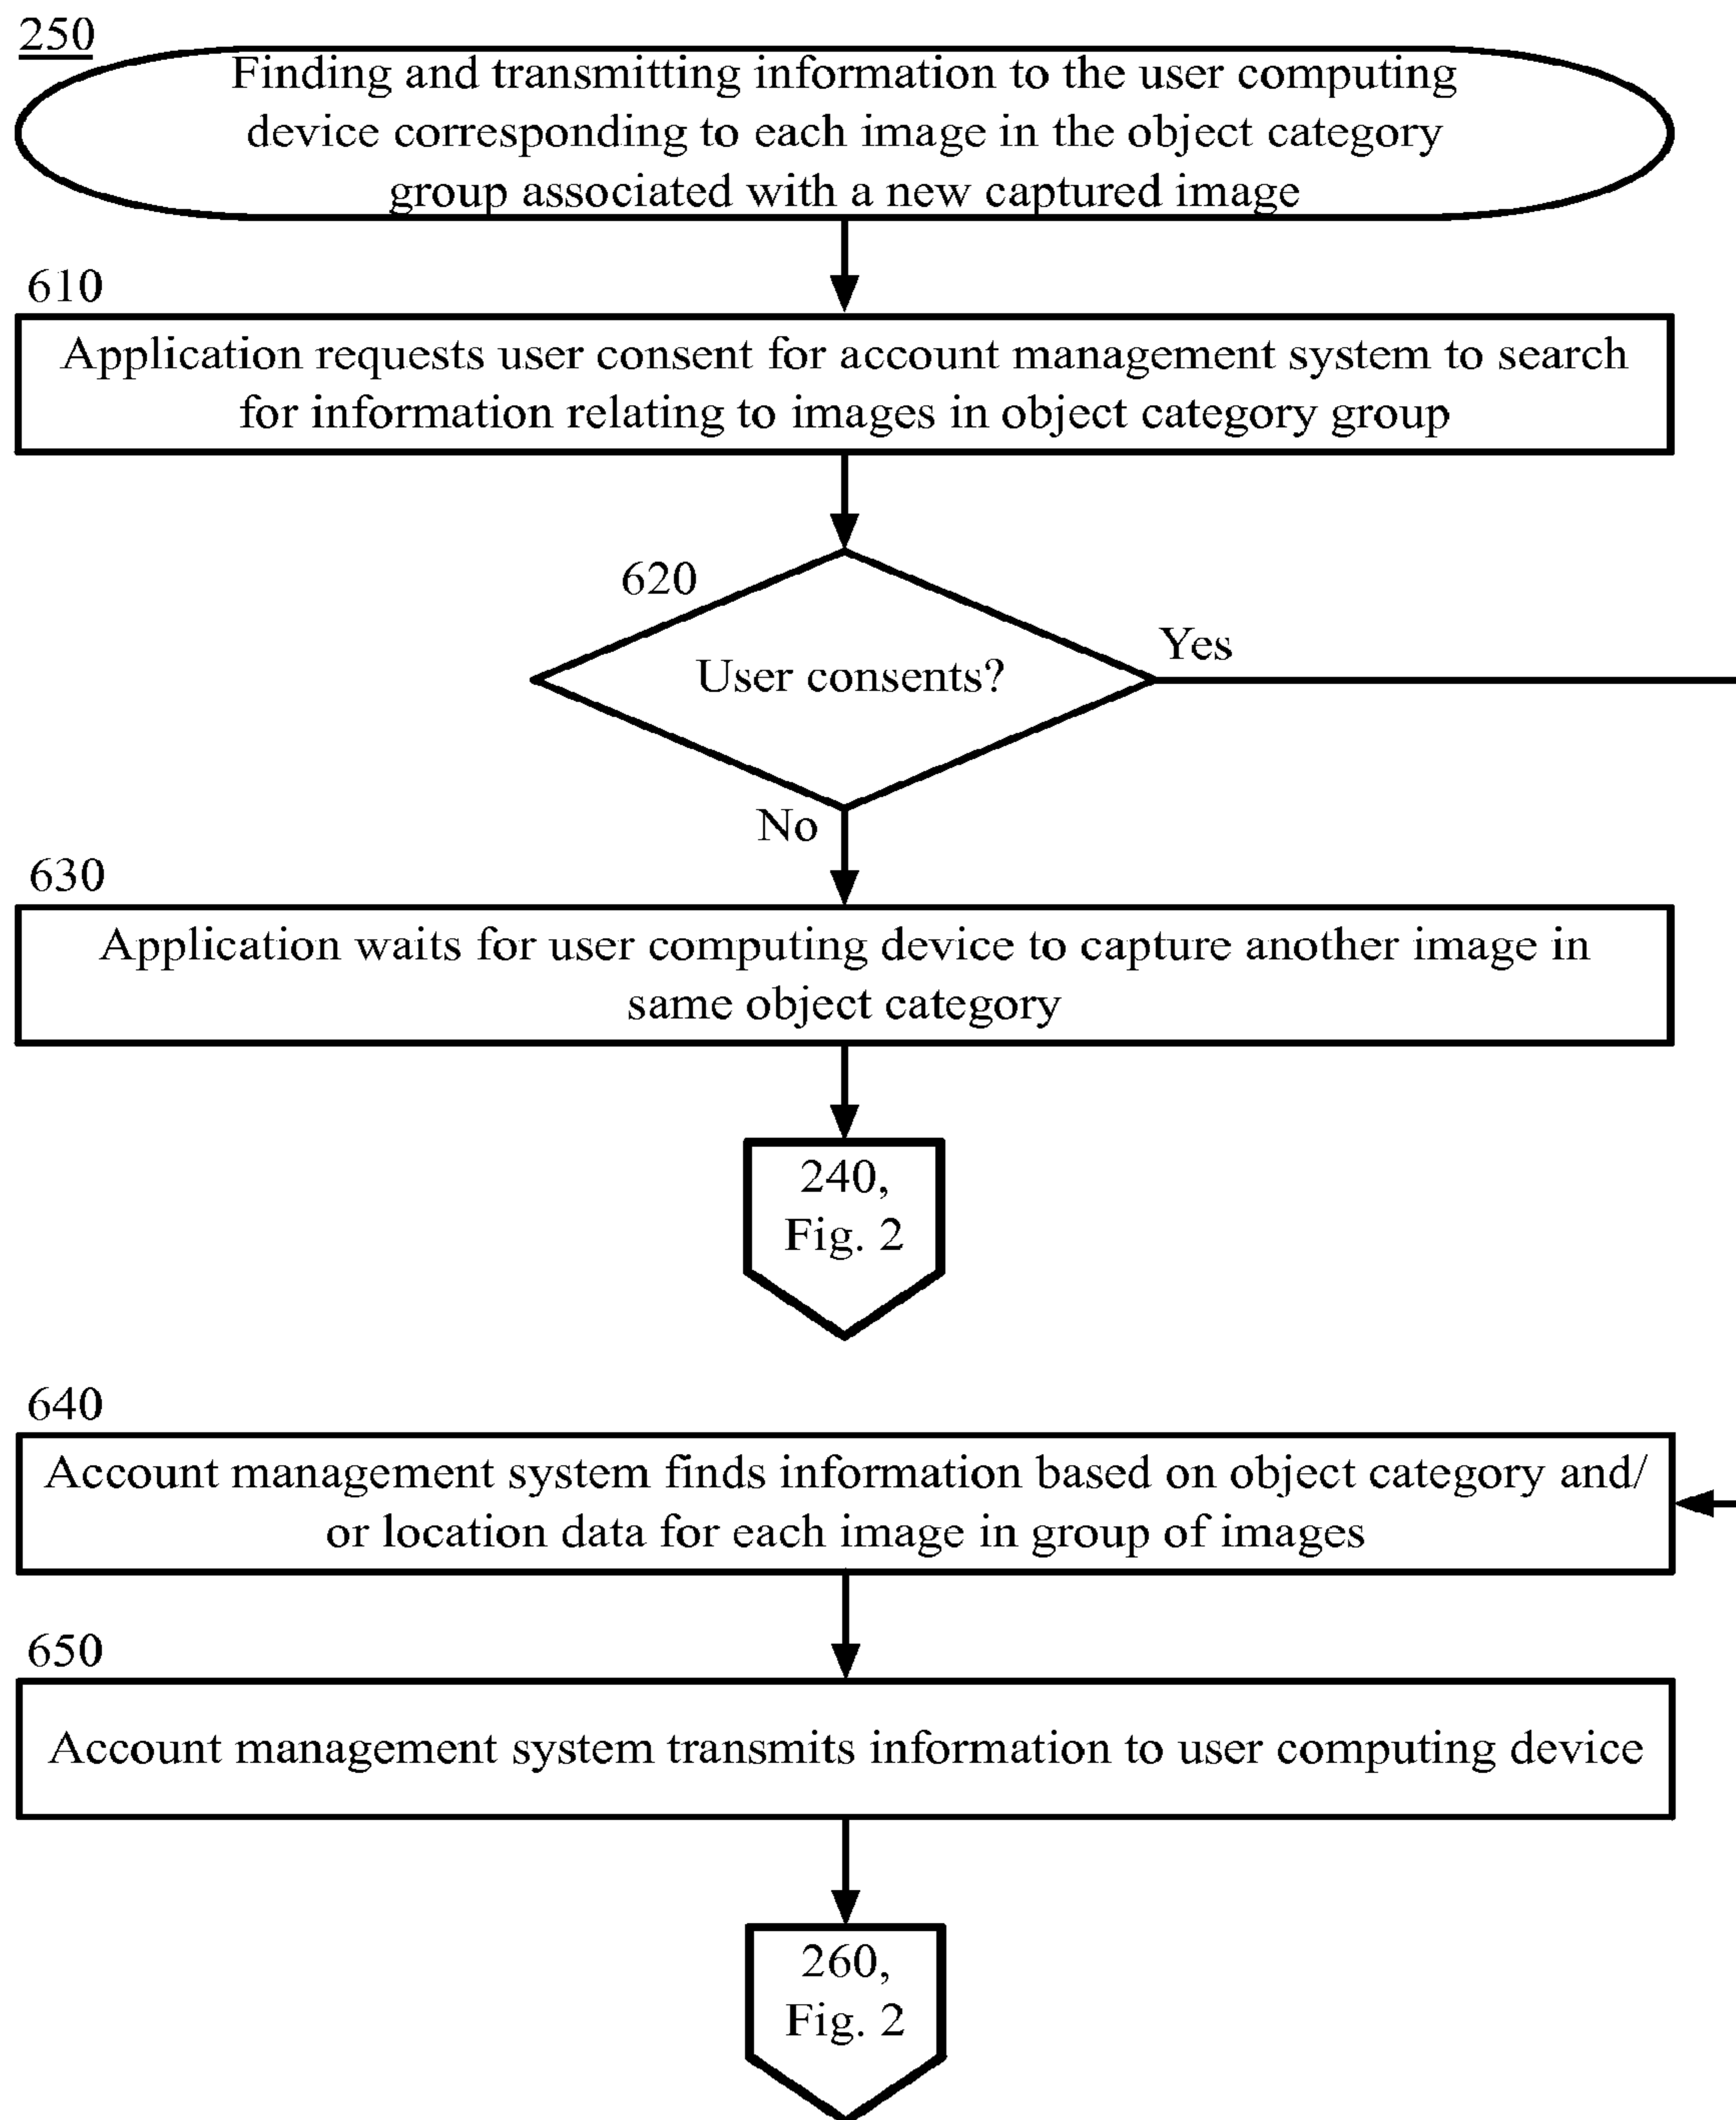 250
Finding and transmitting information to the user computing
device corresponding to each image in the object category
group associated with a new captured image
610
Application requests user consent for account management system to search
for information relating to images in object category group
620
User consents?
Yes
No
630
Application waits for user computing device to capture another image in
same object category
240,
Fig. 2
640
Account management system finds information based on object category and/
or location data for each image in group of images
650
Account management system transmits information to user computing device
260,
Fig. 2